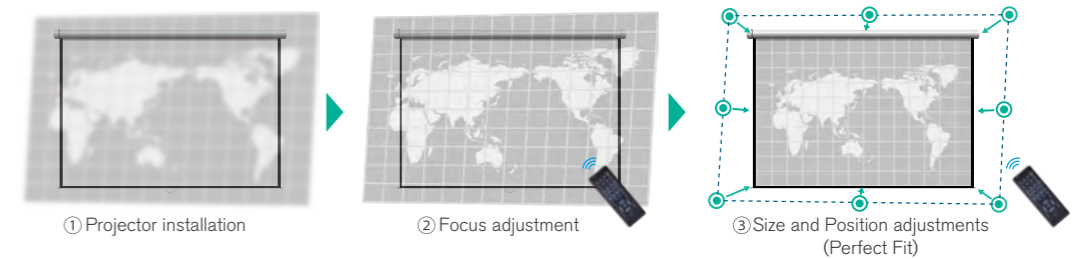 ① Projector installation
② Focus adjustment
③ Size and Position adjustments
(Perfect Fit)